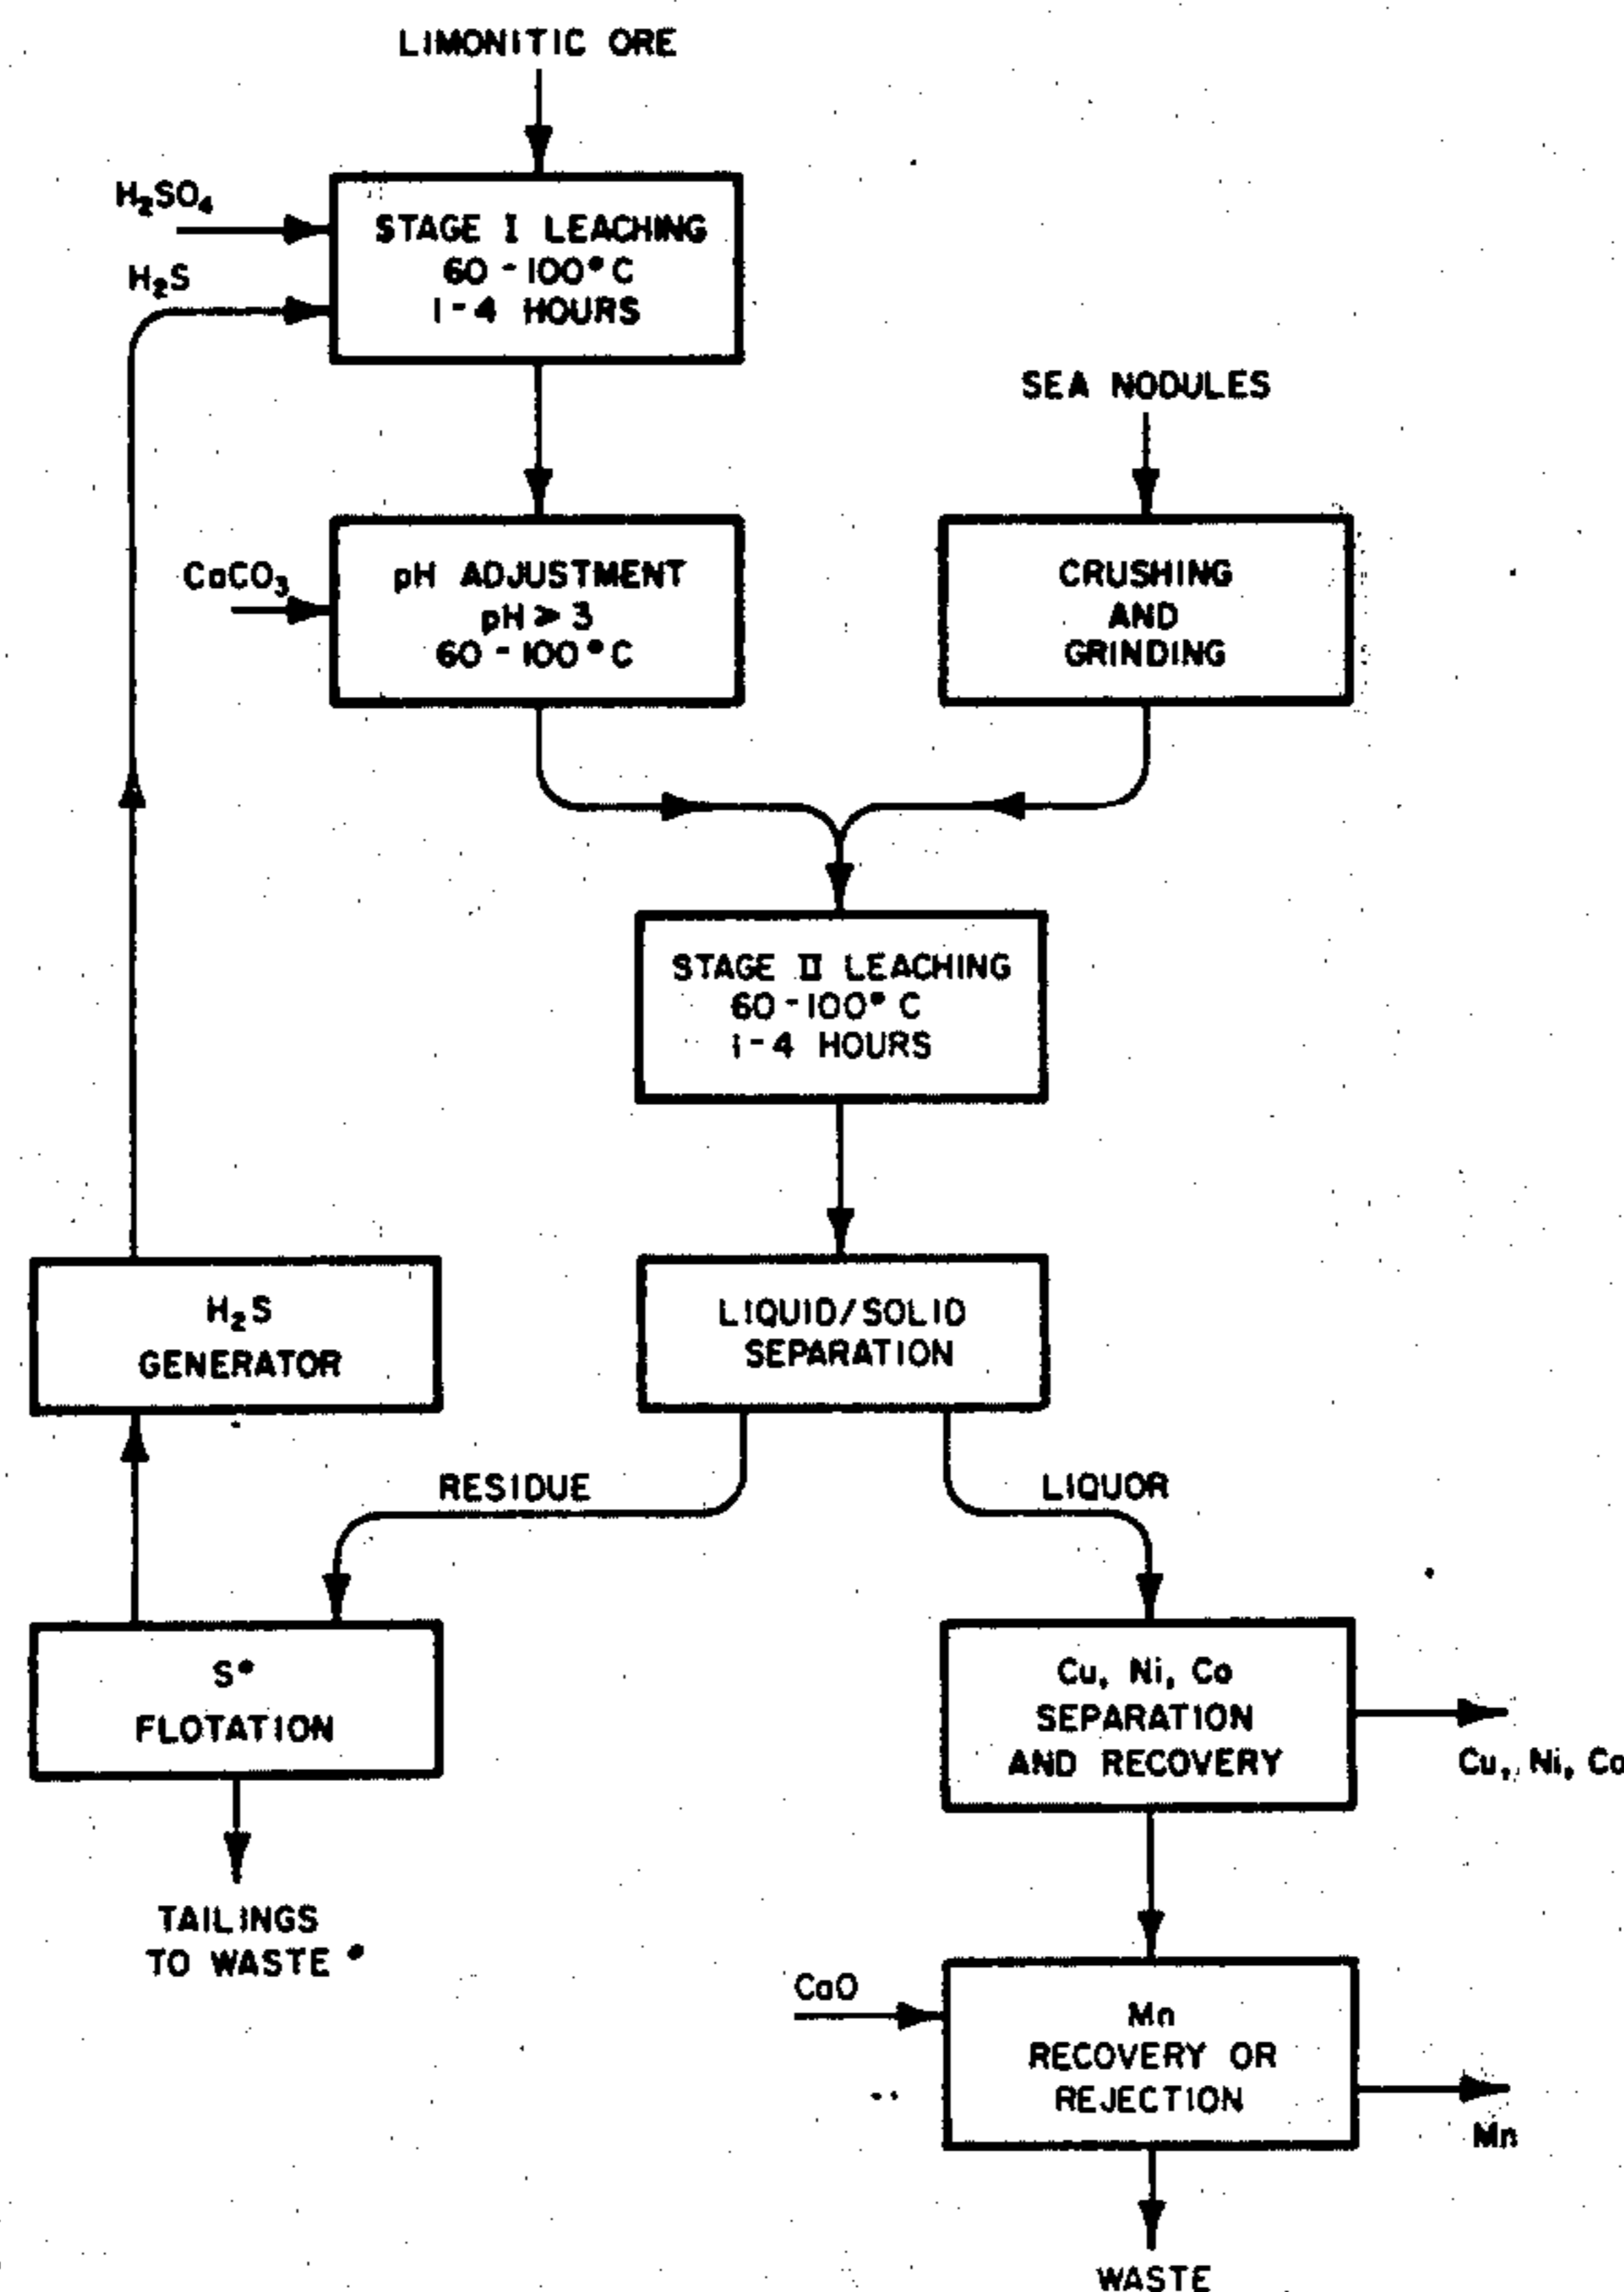 LIMONITIC ORE
H₂SO₄
H₂S
STAGE I LEACHING
60 - 100°C
1-4 HOURS
SEA NODULES
CaCO₃
pH ADJUSTMENT
pH > 3
60 - 100°C
CRUSHING
AND
GRINDING
STAGE II LEACHING
60 - 100°C
1-4 HOURS
H₂S
GENERATOR
LIQUID/SOLID
SEPARATION
RESIDUE
LIQUOR
S°
FLOTATION
Cu, Ni, Co
SEPARATION
AND RECOVERY
Cu, Ni, Co
TAILINGS
TO WASTE
CaO
Mn
RECOVERY OR
REJECTION
Mn
WASTE